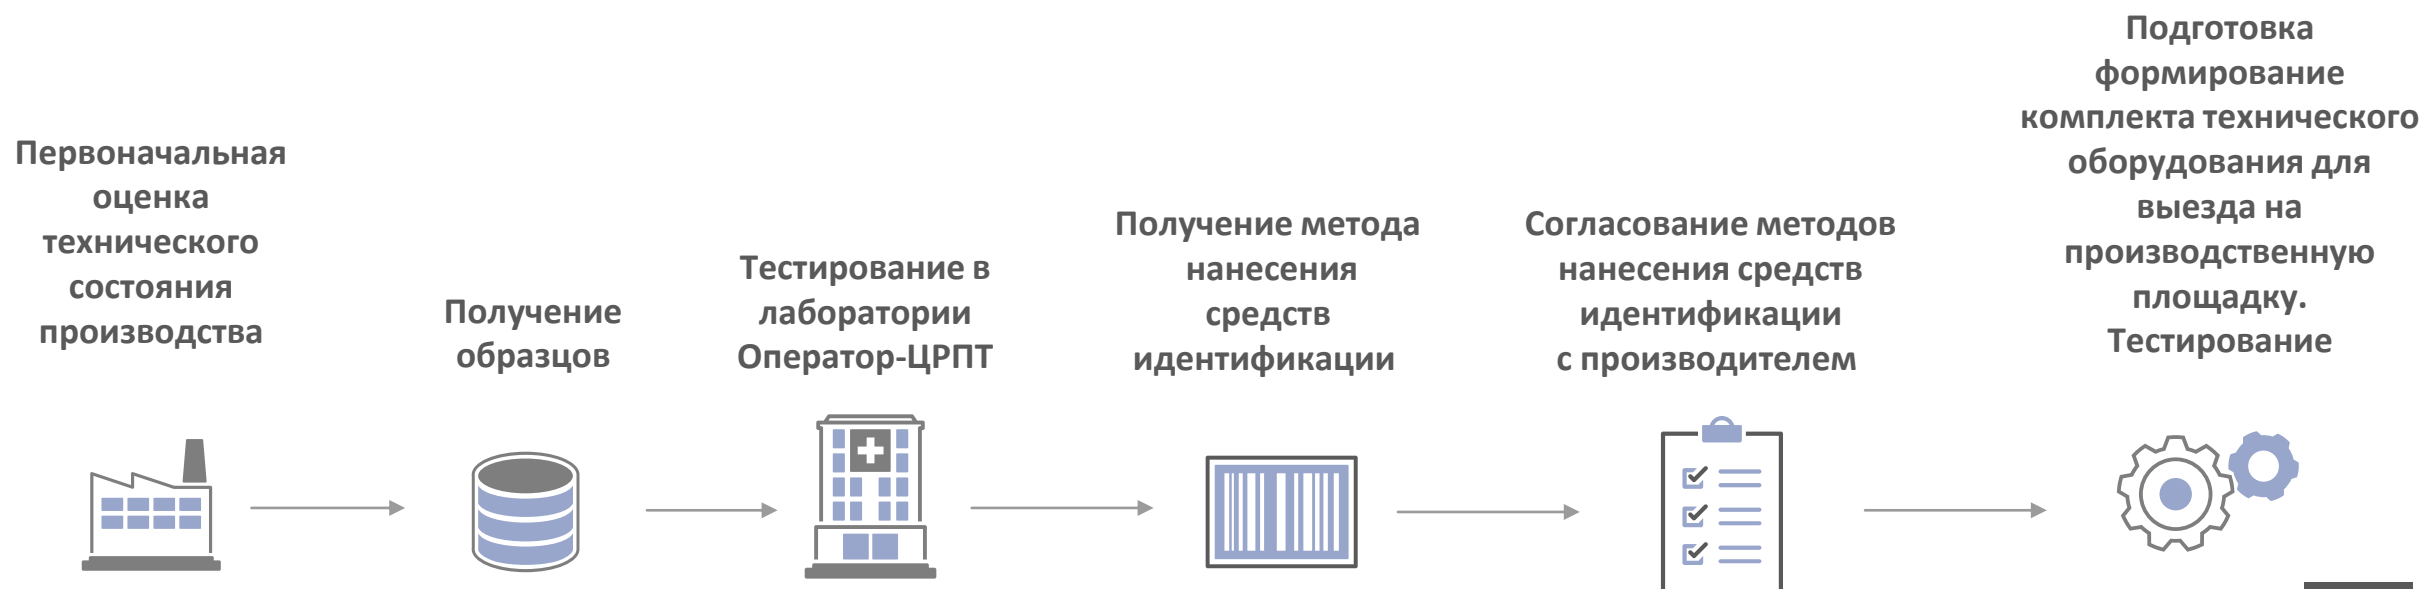 Первоначальная
оценка
технического
состояния
производства
Получение
образцов
Тестирование в
лаборатории
Оператор-ЦРПТ
Получение метода
нанесения
средств
идентификации
Согласование методов
нанесения средств
идентификации
с производителем
Подготовка
формирование
комплекта технического
оборудования для
выезда на
производственную
площадку.
Тестирование